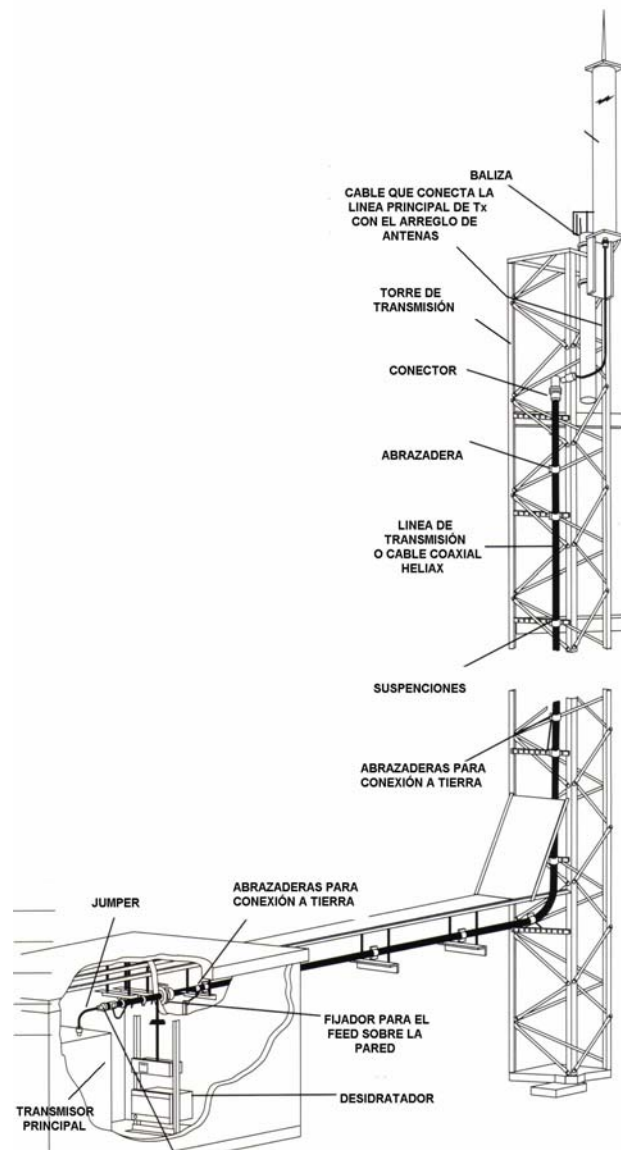 BALIZA
CABLE QUE CONECTA LA
LINEA PRINCIPAL DE Tx
CON EL ARREGLO DE
ANTENAS
TORRE DE
TRANSMISIÓN
CONECTOR
ABRAZADERA
LINEA DE
TRANSMISIÓN
O CABLE COAXIAL
HELIAX
SUSPENCIONES
ABRAZADERAS PARA
CONEXIÓN A TIERRA
ABRAZADERAS PARA
CONEXIÓN A TIERRA
JUMPER
FIJADOR PARA EL
FEED SOBRE LA
PARED
DESIDRATADOR
TRANSMISOR
PRINCIPAL